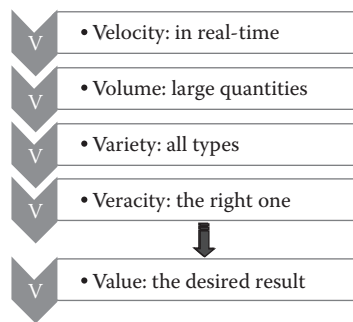 V • Velocity: in real-time
V • Volume: large quantities
V • Variety: all types
V • Veracity: the right one
V • Value: the desired result